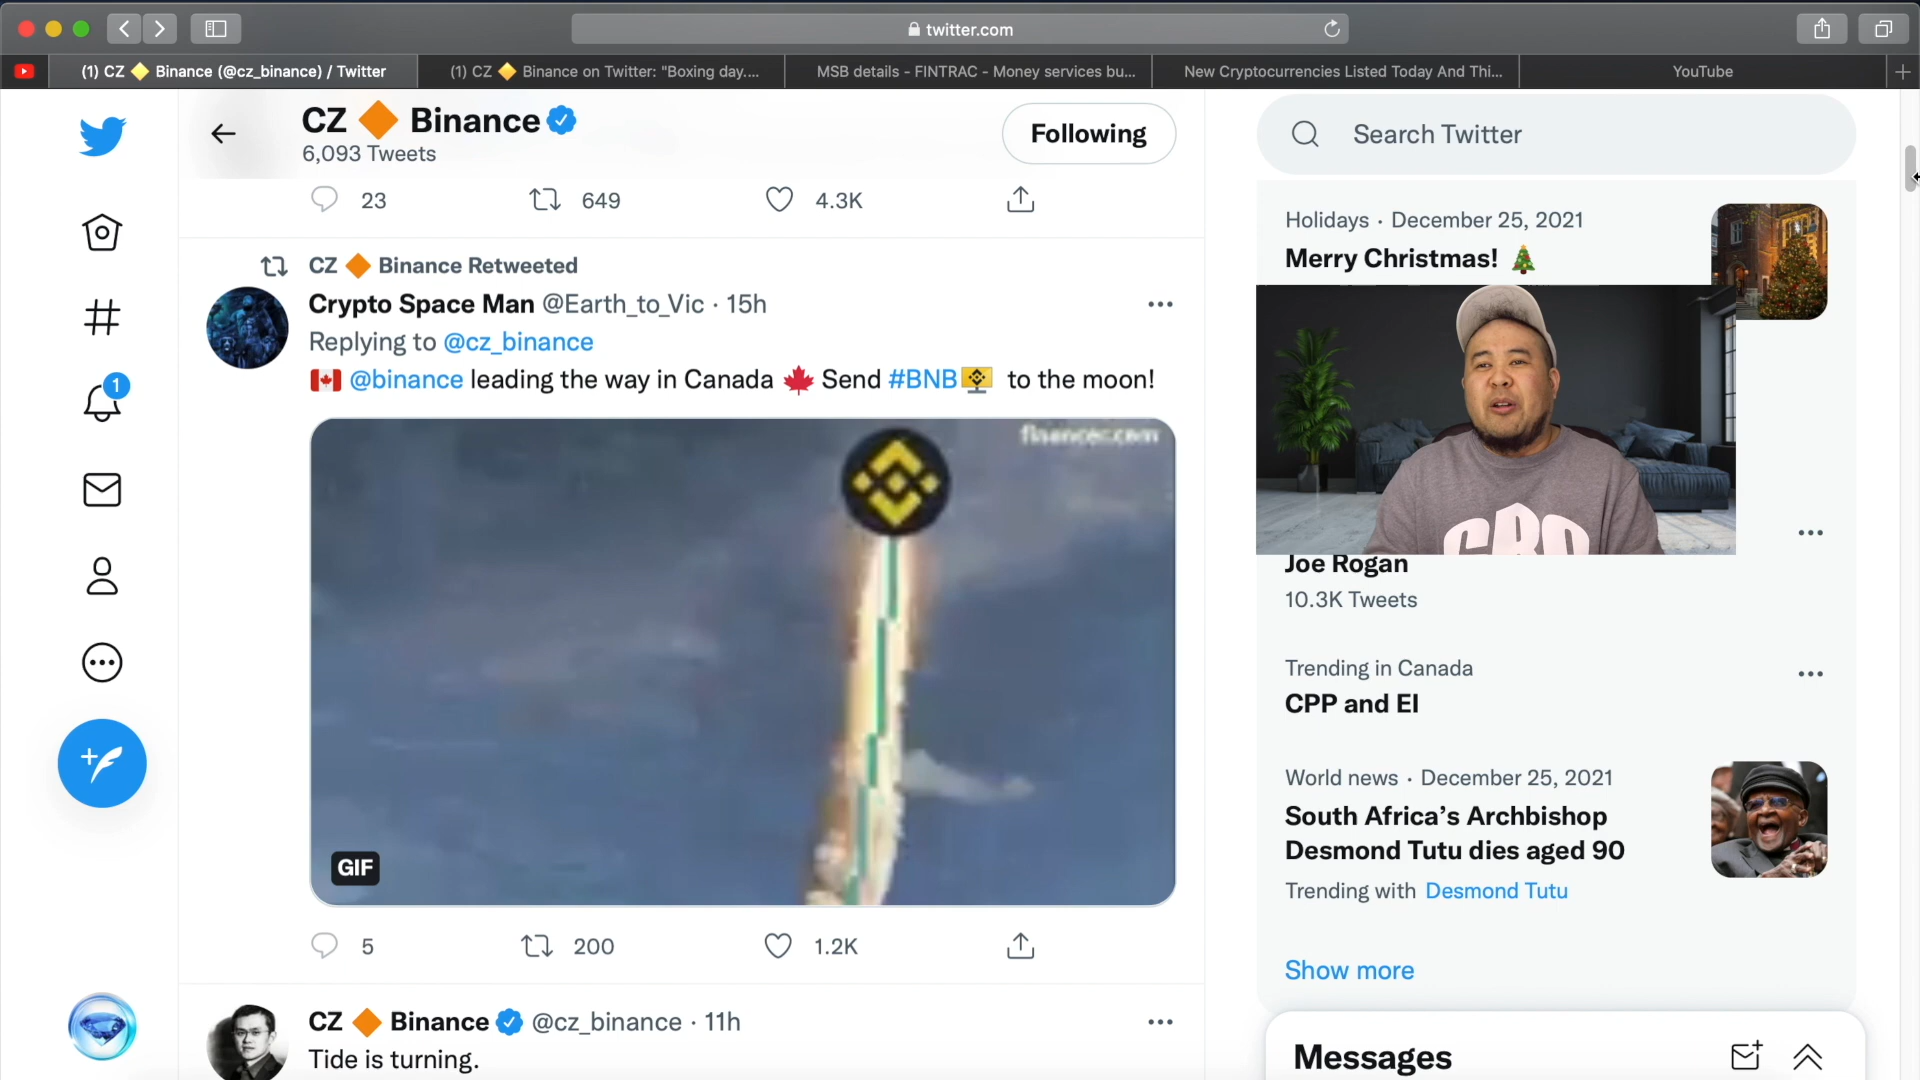 twitter.com
(1) CZ 🔶 Binance (@cz_binance) / Twitter
(1) CZ 🔶 Binance on Twitter: "Boxing day....
MSB details - FINTRAC - Money services bu...
New Cryptocurrencies Listed Today And Thi...
YouTube
CZ 🔶 Binance
6,093 Tweets
Following
Search Twitter
23
649
4.3K
CZ 🔶 Binance Retweeted
Crypto Space Man @Earth_to_Vic · 15h
Replying to @cz_binance
🇨🇦 @binance leading the way in Canada 🍁 Send #BNB to the moon!
financer.com
GIF
5
200
1.2K
CZ 🔶 Binance @cz_binance · 11h
Tide is turning.
1
Holidays · December 25, 2021
Merry Christmas! 🎄
CBD
Joe Rogan
10.3K Tweets
Trending in Canada
CPP and EI
World news · December 25, 2021
South Africa's Archbishop
Desmond Tutu dies aged 90
Trending with Desmond Tutu
Show more
Messages